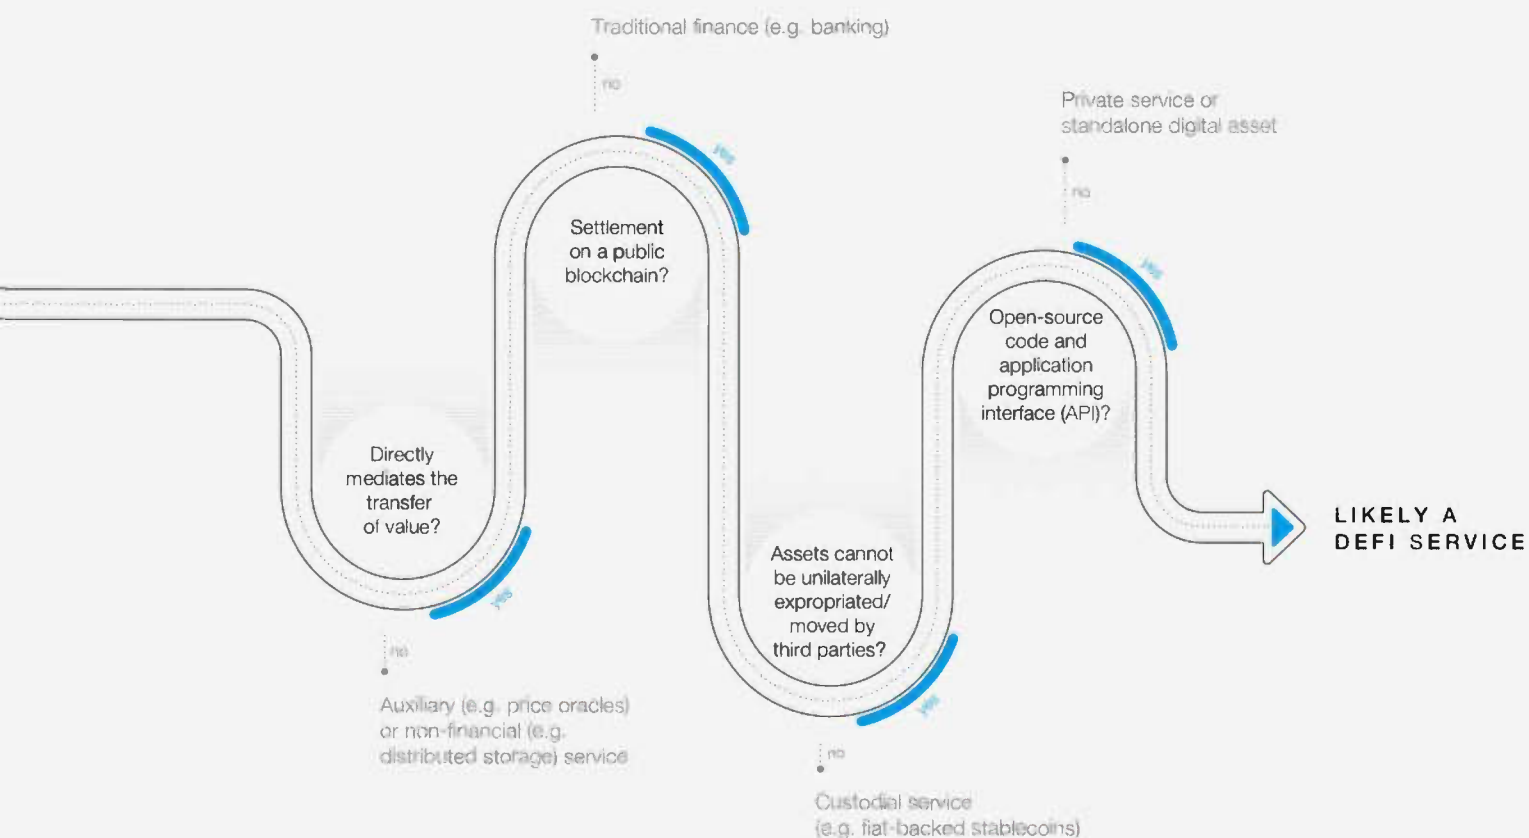 Traditional finance (e.g. banking)
no
yes
Private service or
standalone digital asset
no
yes
Settlement
on a public
blockchain?
Open-source
code and
application
programming
interface (API)?
Directly
mediates the
transfer
of value?
yes
no
Auxiliary (e.g. price oracles)
or non-financial (e.g.
distributed storage) service
Assets cannot
be unilaterally
expropriated/
moved by
third parties?
yes
no
Custodial service
(e.g. fiat-backed stablecoins)
LIKELY A
DEFI SERVICE